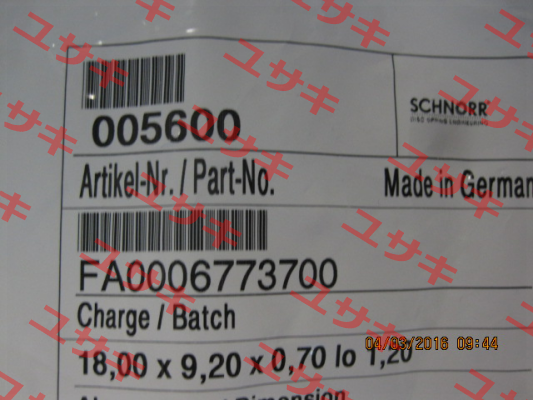 005600
SCHNORR
Artikel-Nr. / Part-No.
Made in German
FA0006773700
Charge / Batch
18,00 x 9,20 x 0,70 lo 1,20
04/03/2016 09:44
Dimension
ユサキ